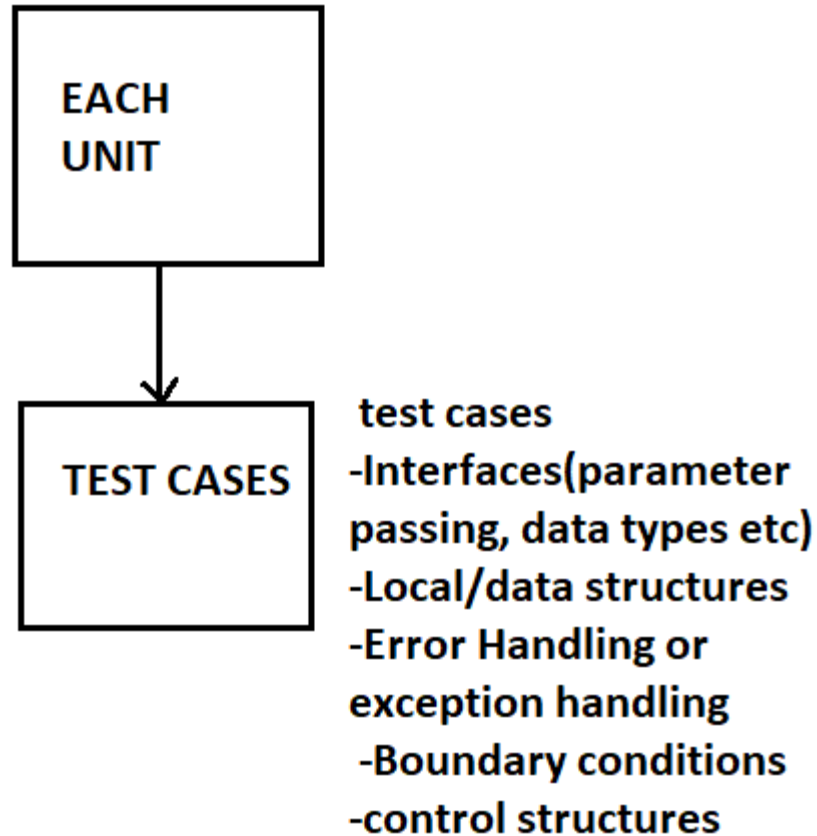 EACH
UNIT
TEST CASES
test cases
-Interfaces(parameter
passing, data types etc)
-Local/data structures
-Error Handling or
exception handling
-Boundary conditions
-control structures